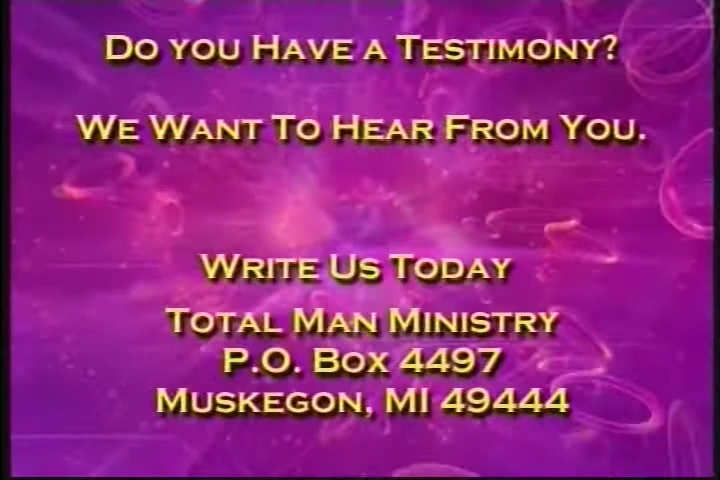 Do you Have a Testimony?
We Want To Hear From You.
Write Us Today
Total Man Ministry
P.O. Box 4497
Muskegon, MI 49444